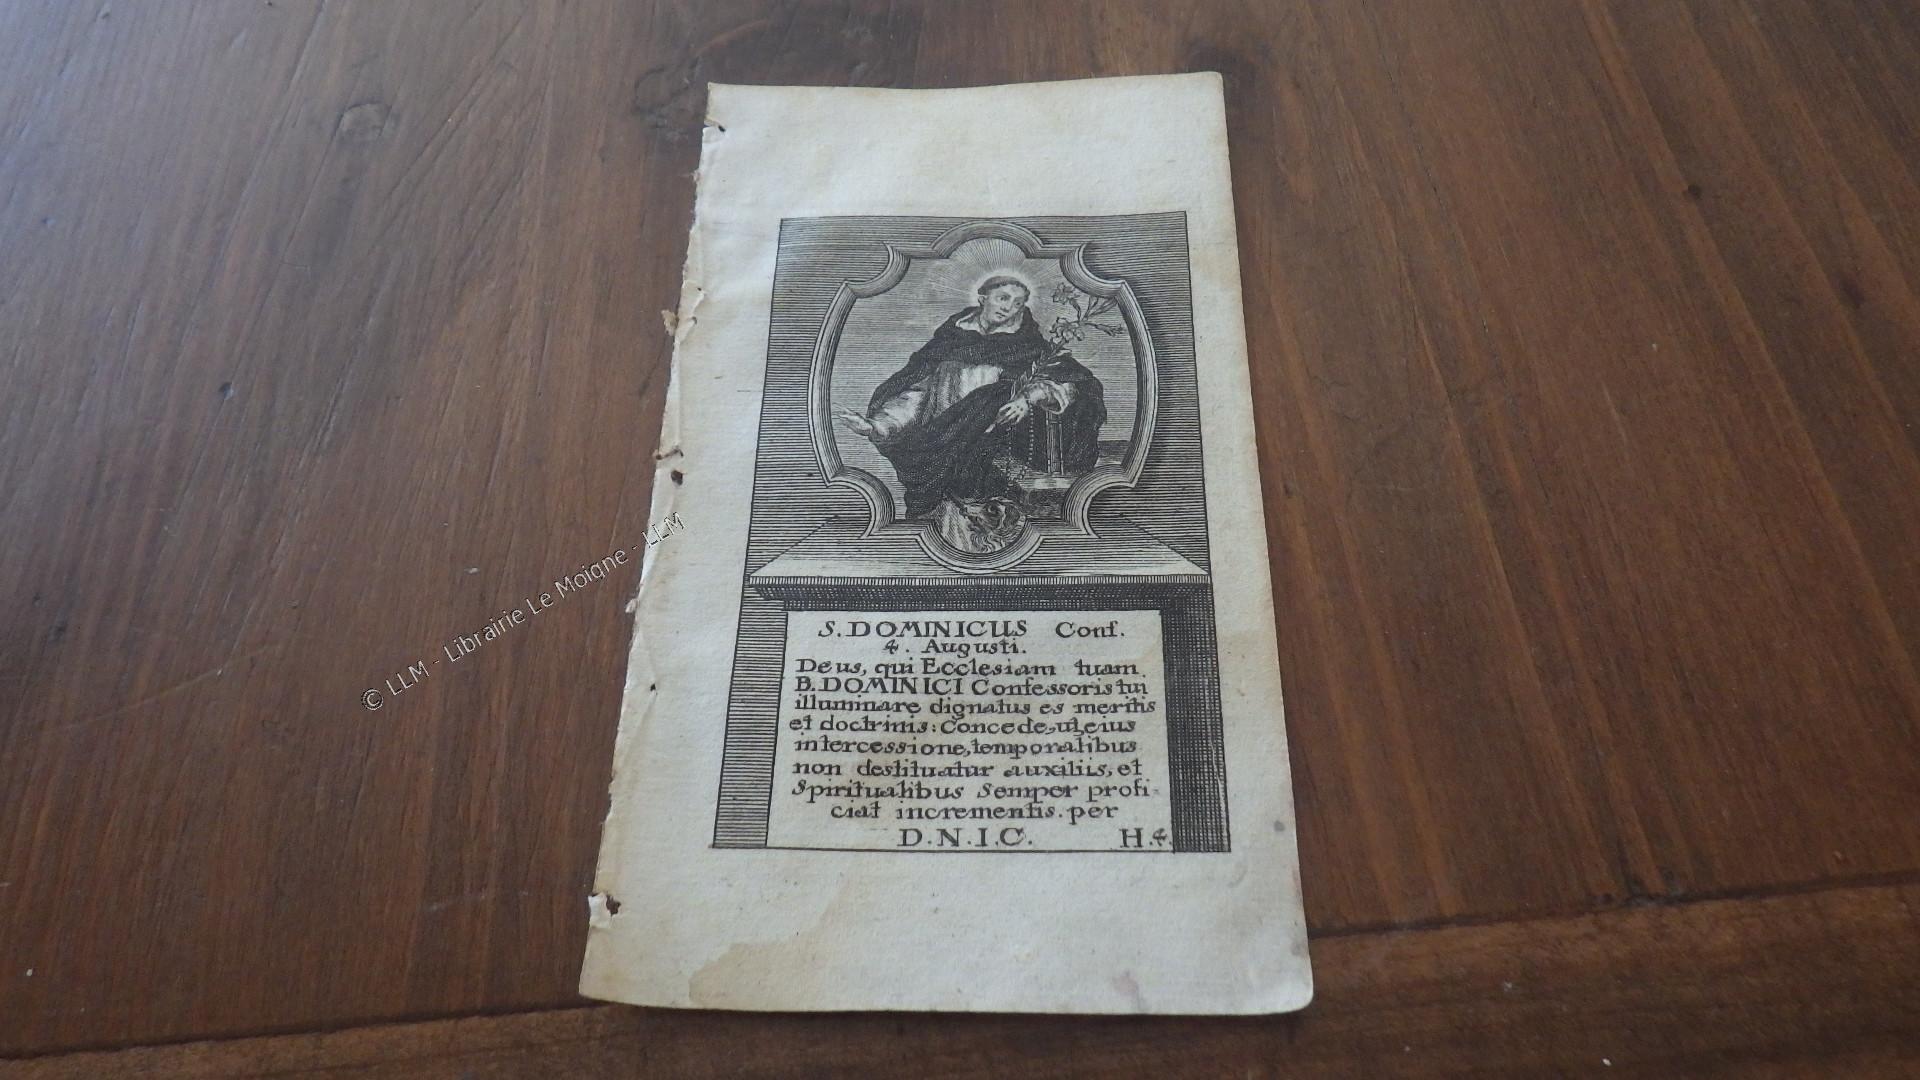 S. DOMINICUS Conf.
4. Augusti.
Deus, qui Ecclesiam tuam
B. DOMINICI Confessoris tui
illuminare dignatus es meritis
et doctrinis: Concede, ut eius
intercessione, temporalibus
non destituatur auxiliis, et
Spiritualibus Semper profi-
ciat incrementis. per
D.N.I.C. H.4.
© LLM - Librairie Le Moigne - LLM